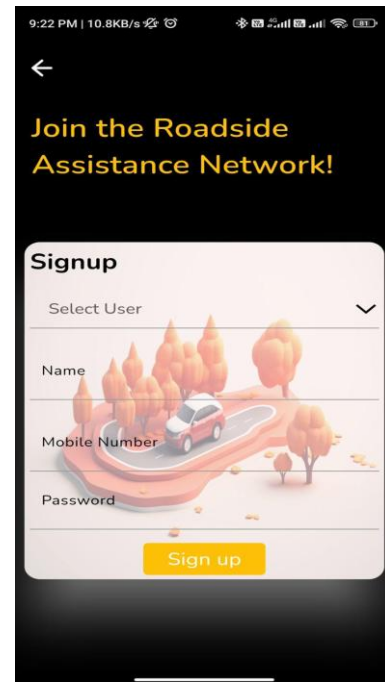 9:22 PM | 10.8KB/s
Join the Roadside
Assistance Network!
Signup
Select User
Name
Mobile Number
Password
Sign up